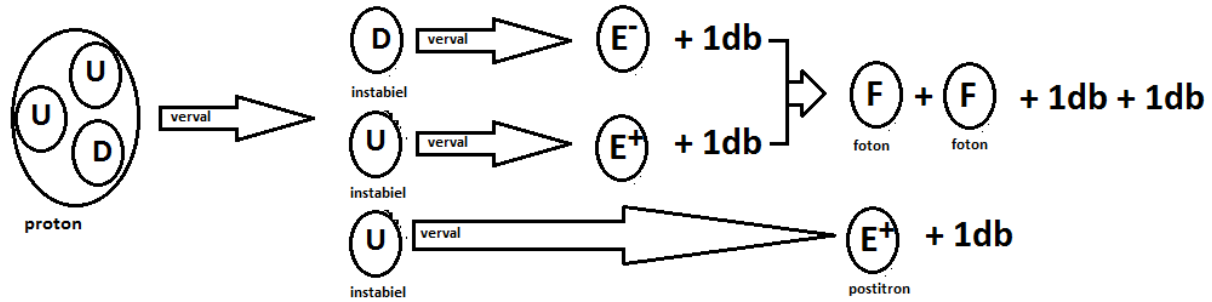 D verval E⁻ + 1db
instabiel
U
U
D
verval
F + F + 1db + 1db
foton foton
U verval E⁺ + 1db
instabiel
proton
U verval E⁺ + 1db
instabiel postitron